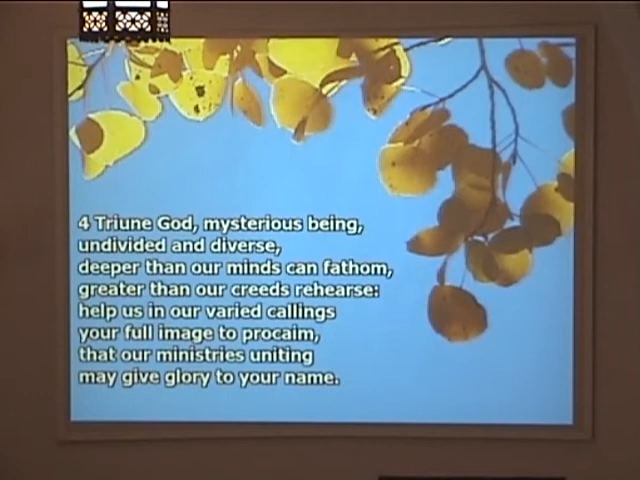 4 Triune God, mysterious being,
undivided and diverse,
deeper than our minds can fathom,
greater than our creeds rehearse:
help us in our varied callings
your full image to procaim,
that our ministries uniting
may give glory to your name.